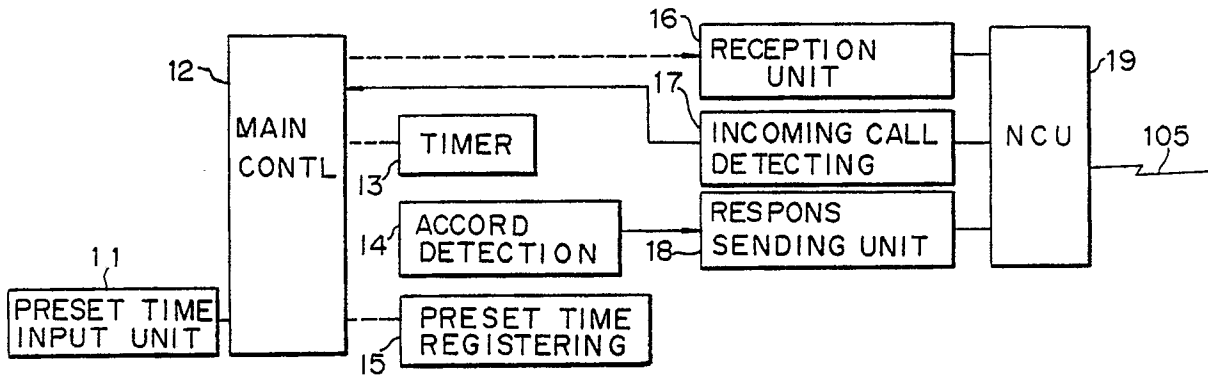 12
MAIN
CONTL
11
PRESET TIME
INPUT UNIT
13
TIMER
14
ACCORD
DETECTION
15
PRESET TIME
REGISTERING
16
RECEPTION
UNIT
17
INCOMING CALL
DETECTING
18
RESPONS
SENDING UNIT
19
NCU
105